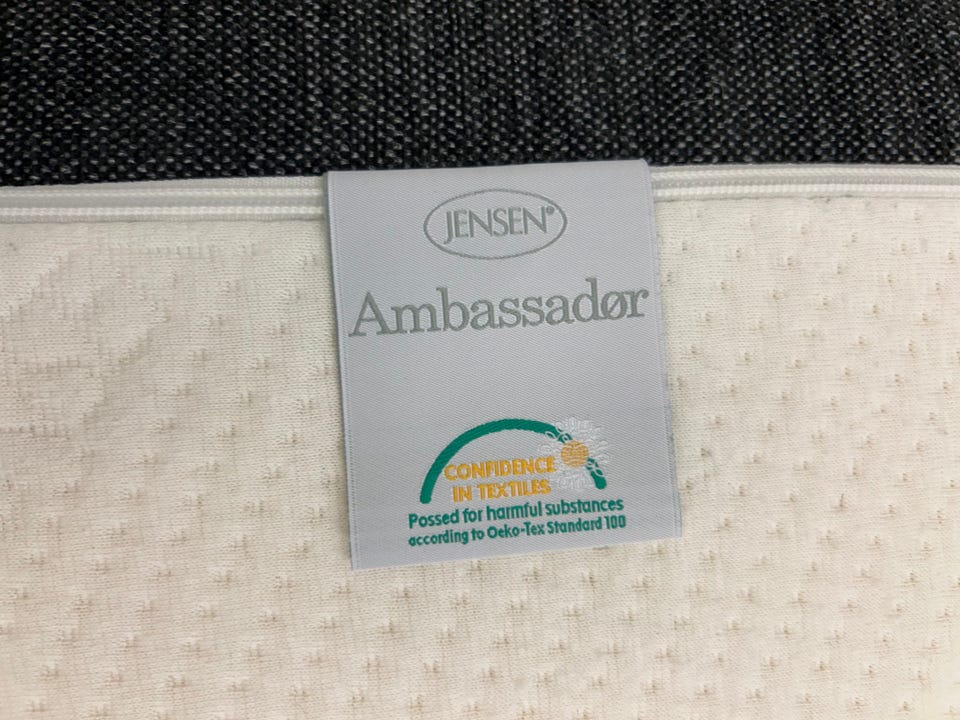 JENSEN®
Ambassadør
CONFIDENCE
IN TEXTILES
Possed for harmful substances
according to Oeko-Tex Standard 100